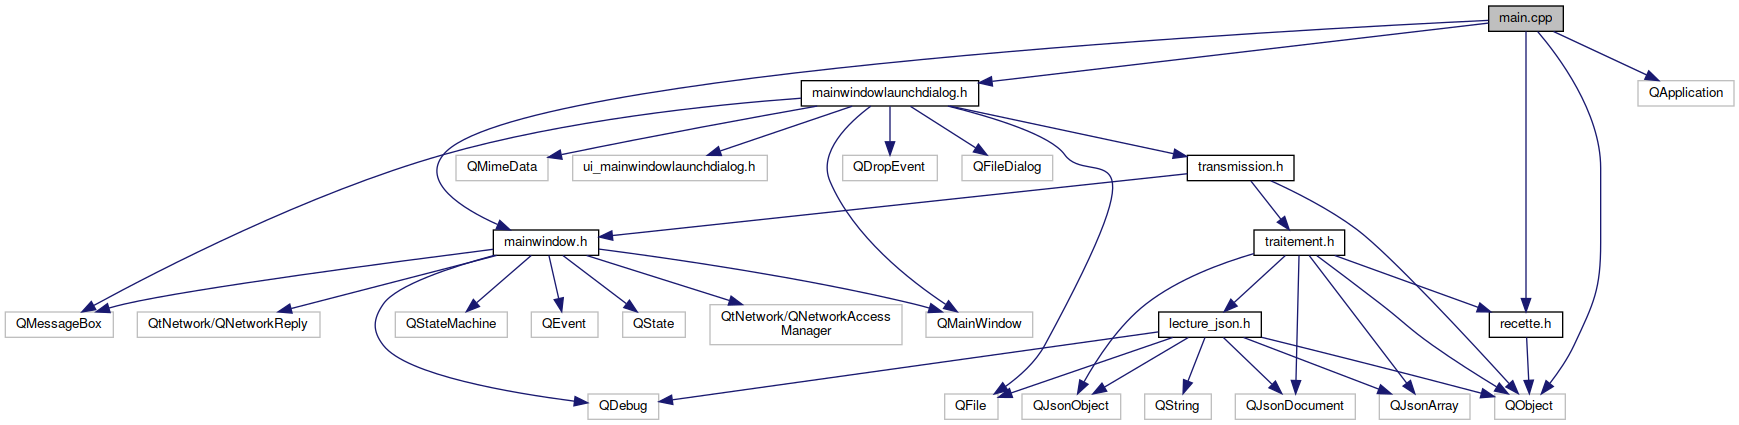 main.cpp
mainwindowlaunchdialog.h
QApplication
QMimeData
ui_mainwindowlaunchdialog.h
QDropEvent
QFileDialog
transmission.h
mainwindow.h
traitement.h
QMessageBox
QtNetwork/QNetworkReply
QStateMachine
QEvent
QState
QtNetwork/QNetworkAccess
Manager
QMainWindow
lecture_json.h
recette.h
QDebug
QFile
QJsonObject
QString
QJsonDocument
QJsonArray
QObject